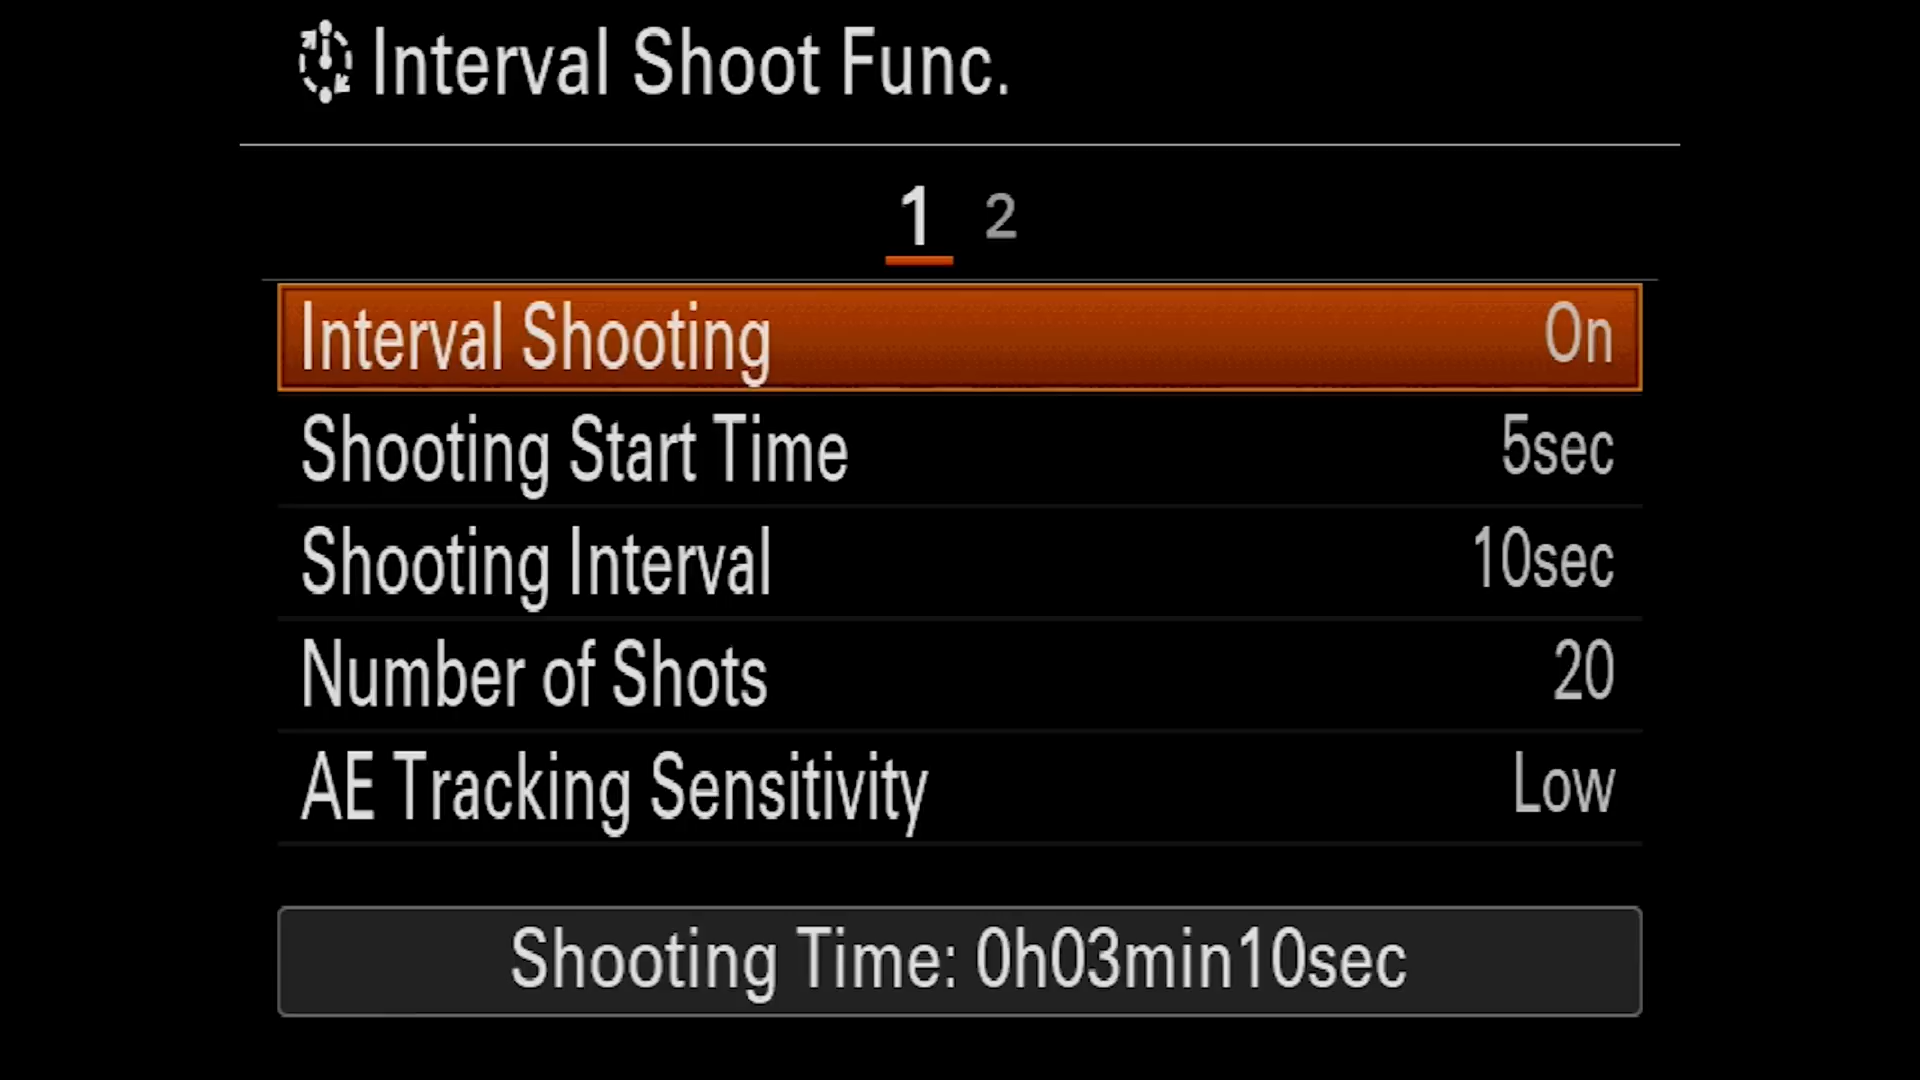 Interval Shoot Func.
1 2
Interval Shooting On
Shooting Start Time 5sec
Shooting Interval 10sec
Number of Shots 20
AE Tracking Sensitivity Low
Shooting Time: 0h03min10sec